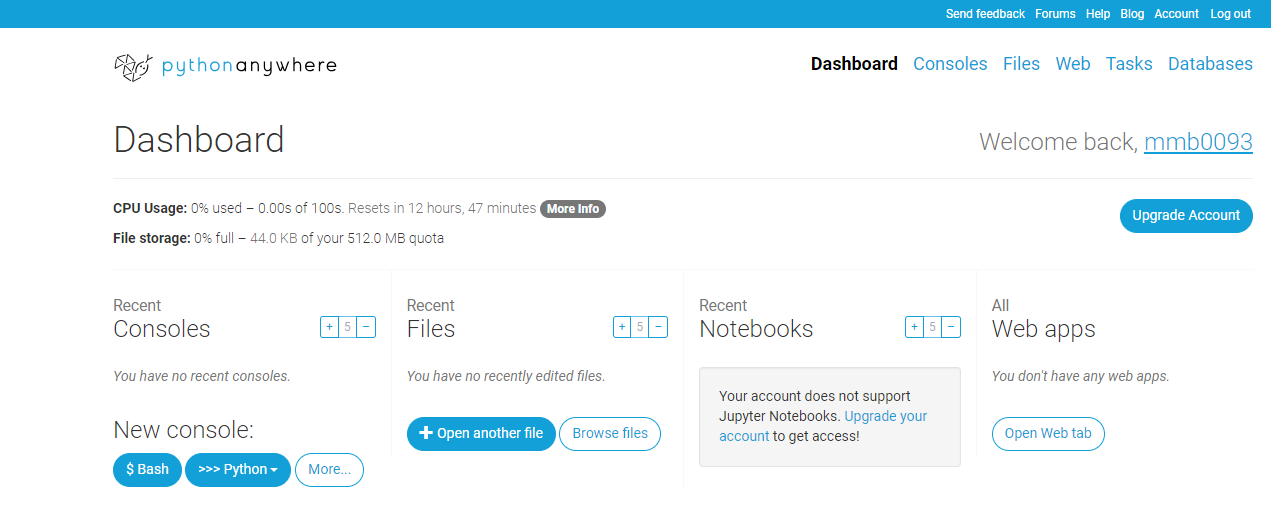 Send feedback Forums Help Blog Account Log out
pythonanywhere
Dashboard Consoles Files Web Tasks Databases
Dashboard
Welcome back, mmb0093
CPU Usage: 0% used – 0.00s of 100s. Resets in 12 hours, 47 minutes More Info
Upgrade Account
File storage: 0% full – 44.0 KB of your 512.0 MB quota
Recent
Consoles
+ 5 −
You have no recent consoles.
New console:
$ Bash >>> Python More...
Recent
Files
+ 5 −
You have no recently edited files.
+ Open another file Browse files
Recent
Notebooks
+ 5 −
Your account does not support
Jupyter Notebooks. Upgrade your
account to get access!
All
Web apps
You don't have any web apps.
Open Web tab